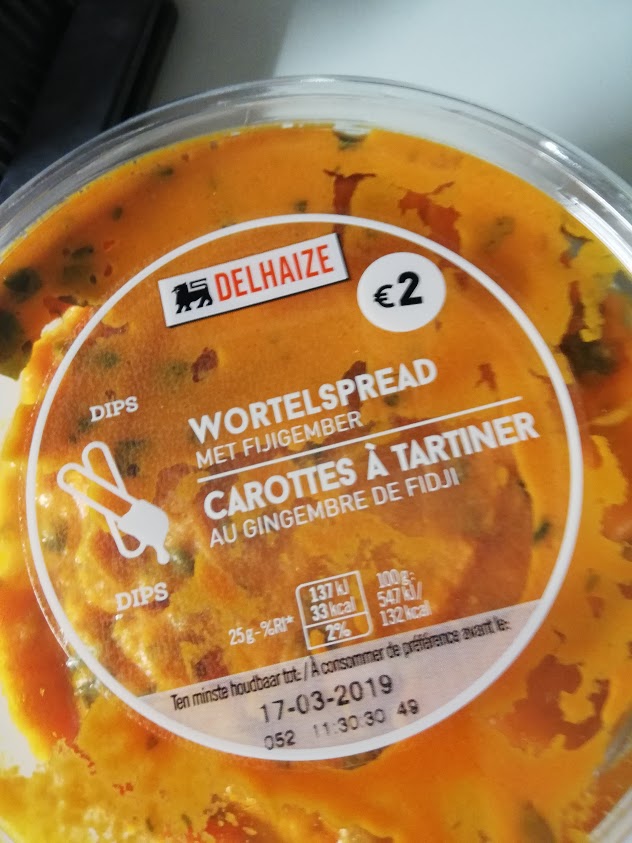 DELHAIZE
€2
DIPS
WORTELSPREAD
MET FIJIGEMBER
CAROTTES À TARTINER
AU GINGEMBRE DE FIDJI
DIPS
25g-%RI*
137 kJ
33 kcal
2%
100g:
547 kJ/
132 kcal
Ten minste houdbaar tot: / À consommer de préférence avant le:
17-03-2019
052 11:30:30 49